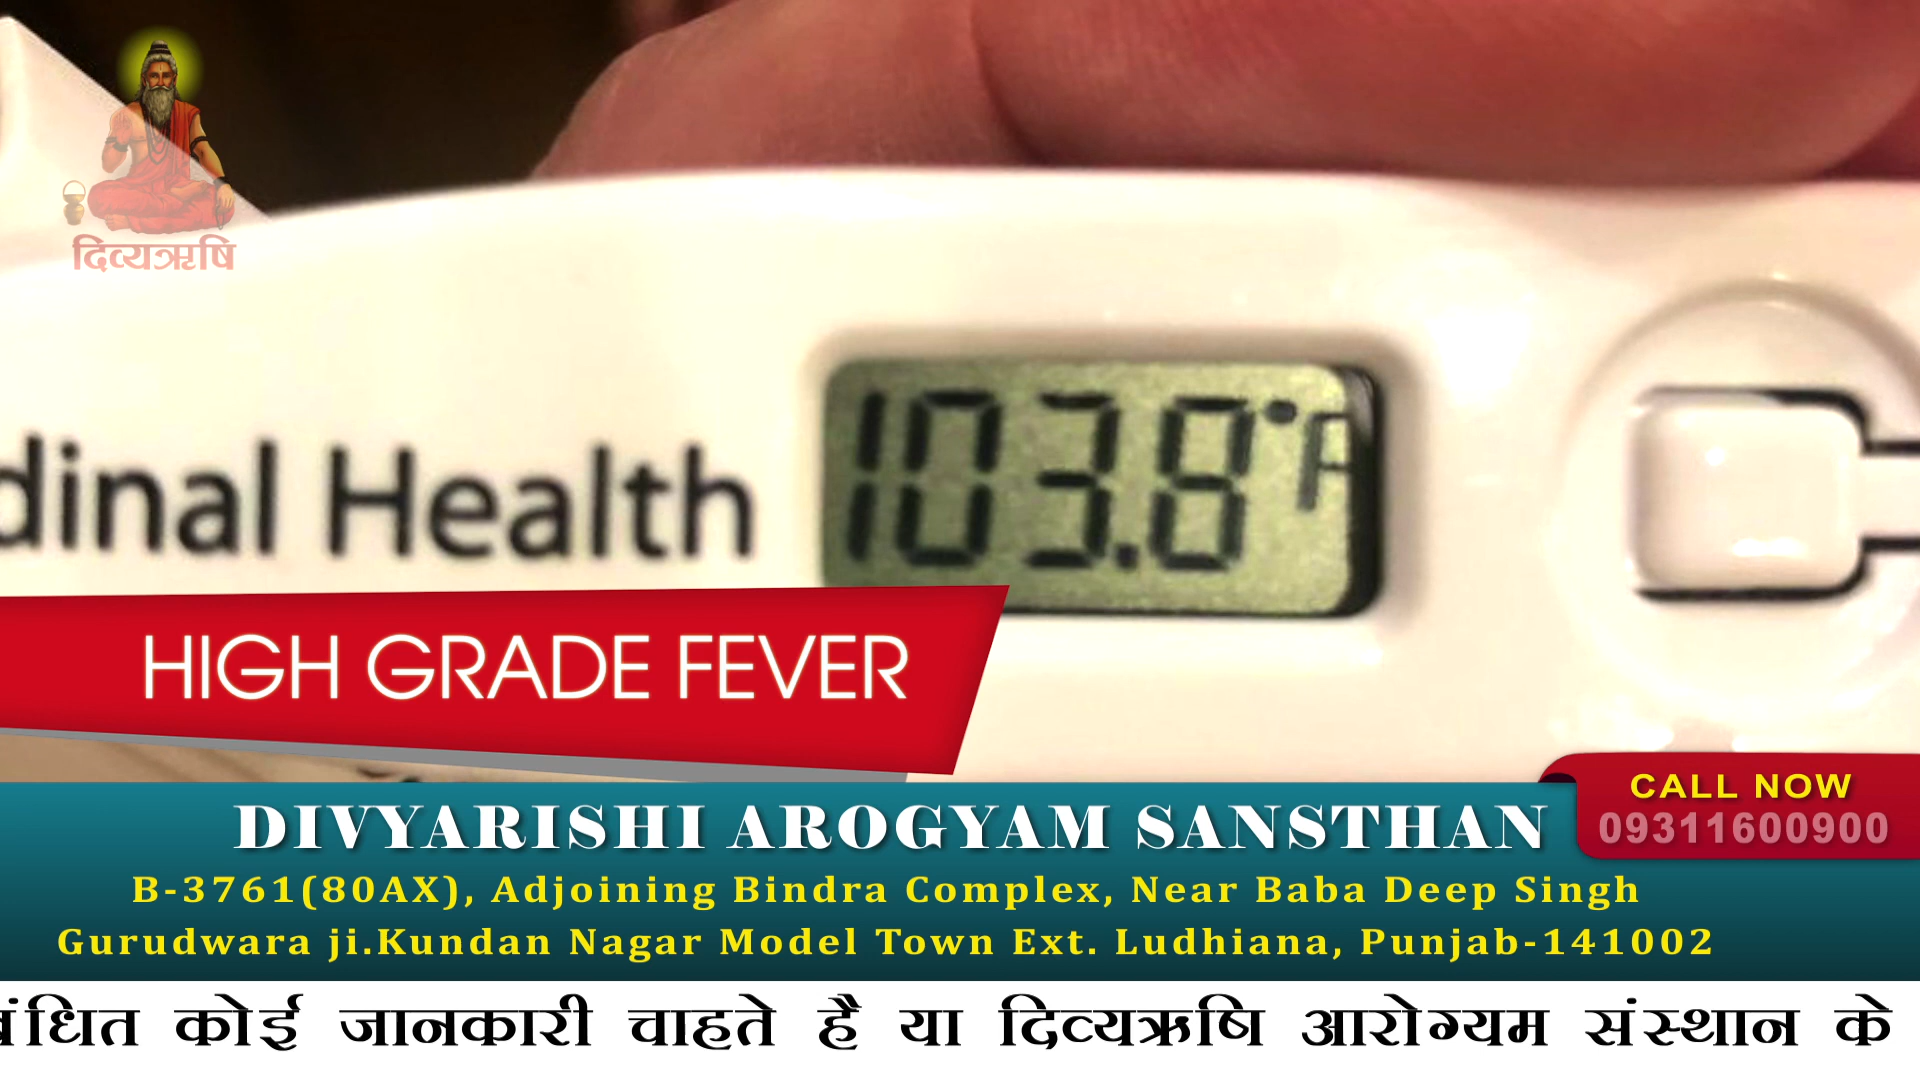 दिव्यऋषि
dinal Health
103.8°F
HIGH GRADE FEVER
CALL NOW
09311600900
DIVYARISHI AROGYAM SANSTHAN
B-3761(80AX), Adjoining Bindra Complex, Near Baba Deep Singh
Gurudwara ji.Kundan Nagar Model Town Ext. Ludhiana, Punjab-141002
बंधित कोई जानकारी चाहते है या दिव्यऋषि आरोग्यम संस्थान के